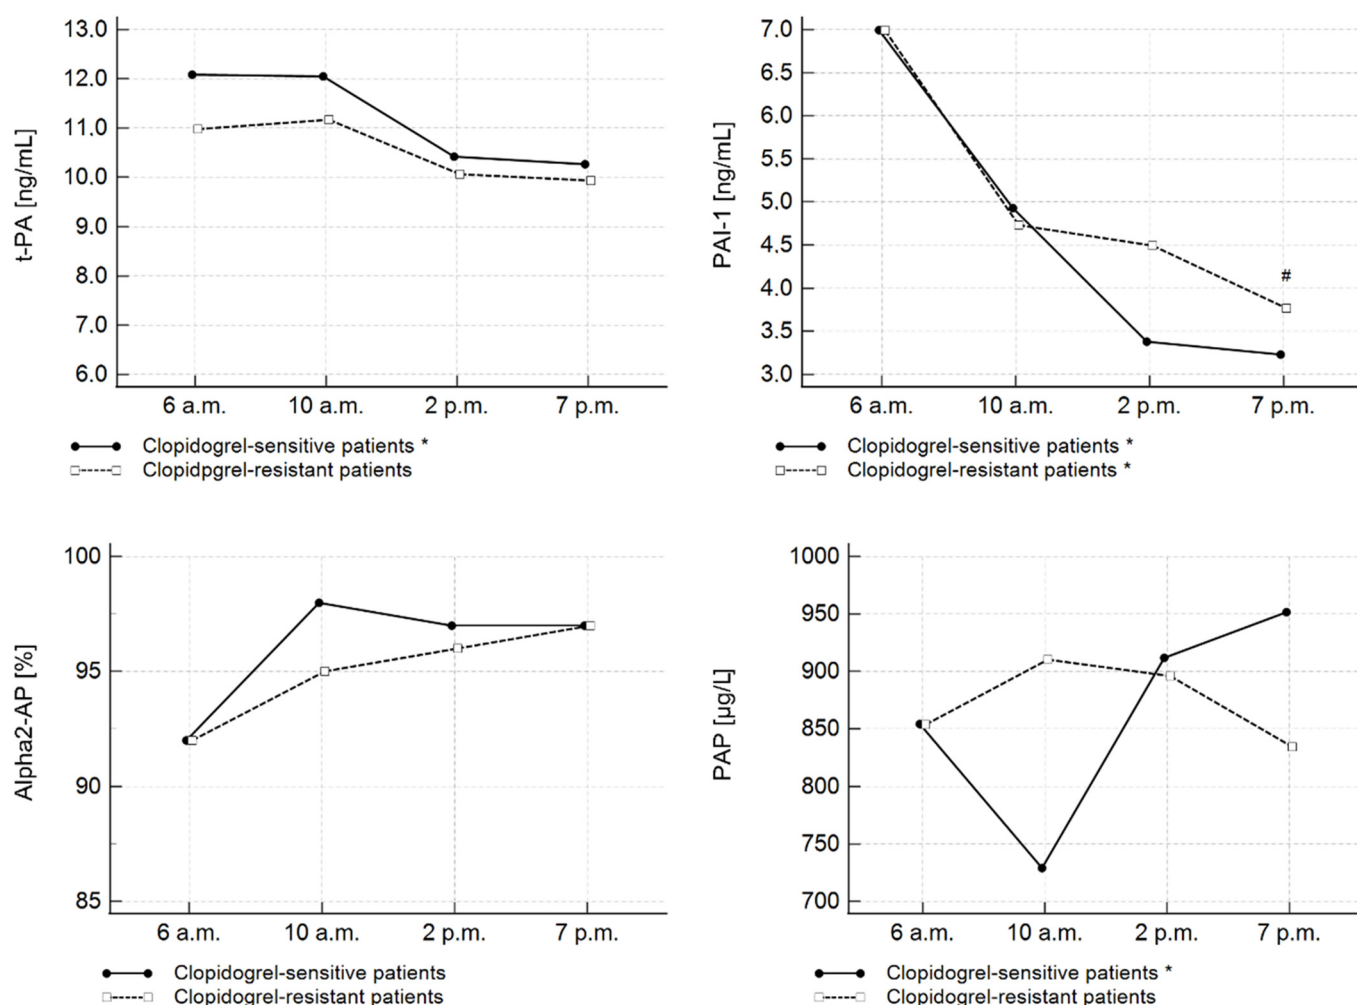 t-PA [ng/mL]
13.0
12.0
11.0
10.0
9.0
8.0
7.0
6.0
6 a.m. 10 a.m. 2 p.m. 7 p.m.
Clopidogrel-sensitive patients *
Clopidpgrel-resistant patients
PAI-1 [ng/mL]
7.0
6.5
6.0
5.5
5.0
4.5
4.0
3.5
3.0
#
6 a.m. 10 a.m. 2 p.m. 7 p.m.
Clopidogrel-sensitive patients *
Clopidogrel-resistant patients *
Alpha2-AP [%]
100
95
90
85
6 a.m. 10 a.m. 2 p.m. 7 p.m.
Clopidogrel-sensitive patients
Clopidogrel-resistant patients
PAP [µg/L]
1000
950
900
850
800
750
700
6 a.m. 10 a.m. 2 p.m. 7 p.m.
Clopidogrel-sensitive patients *
Clopidogrel-resistant patients